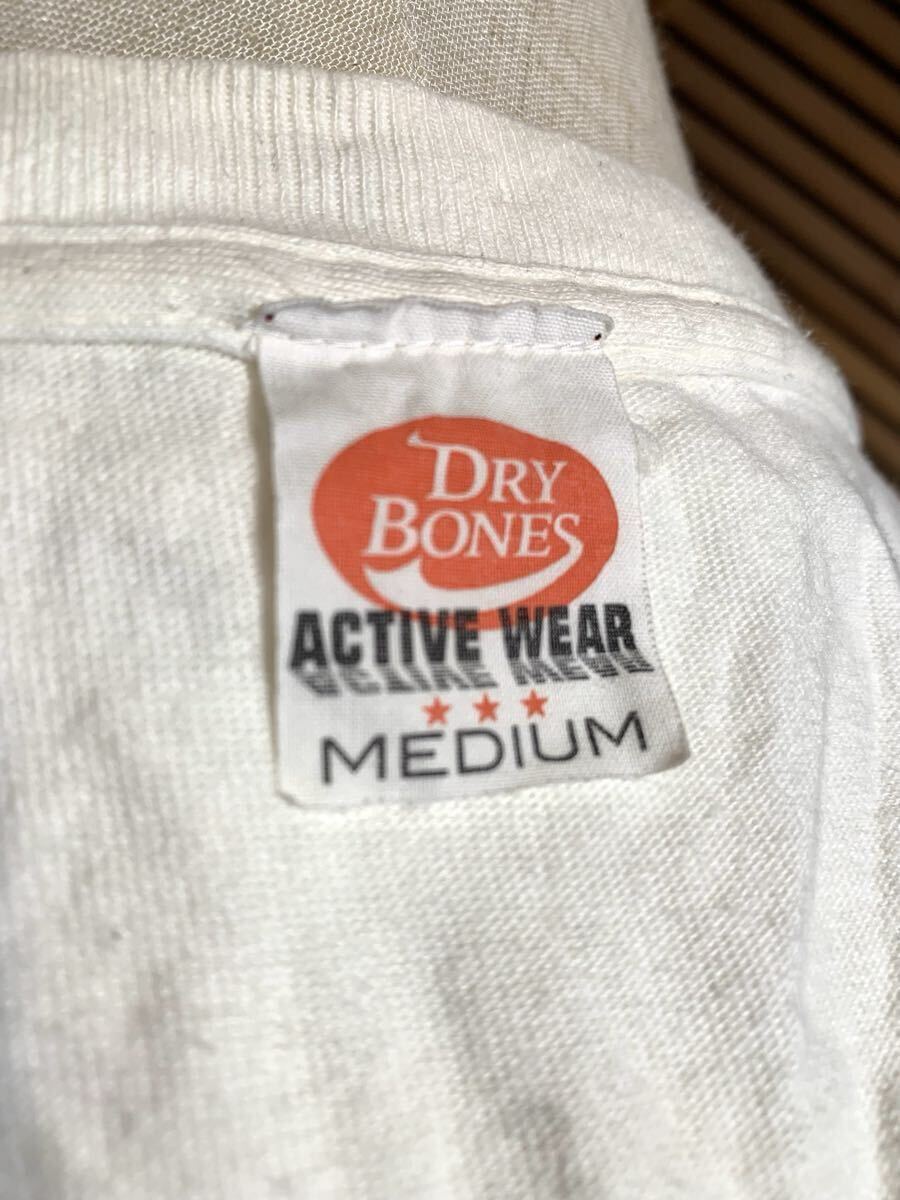 DRY
BONES
ACTIVE WEAR
★★★
MEDIUM